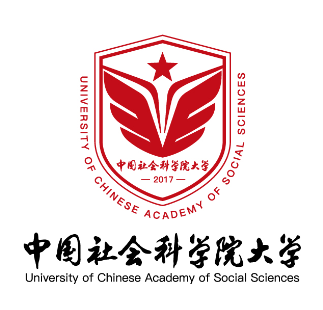 UNIVERSITY OF CHINESE ACADEMY OF SOCIAL SCIENCES
中国社会科学院大学
— 2017 —
中国社会科学院大学
University of Chinese Academy of Social Sciences